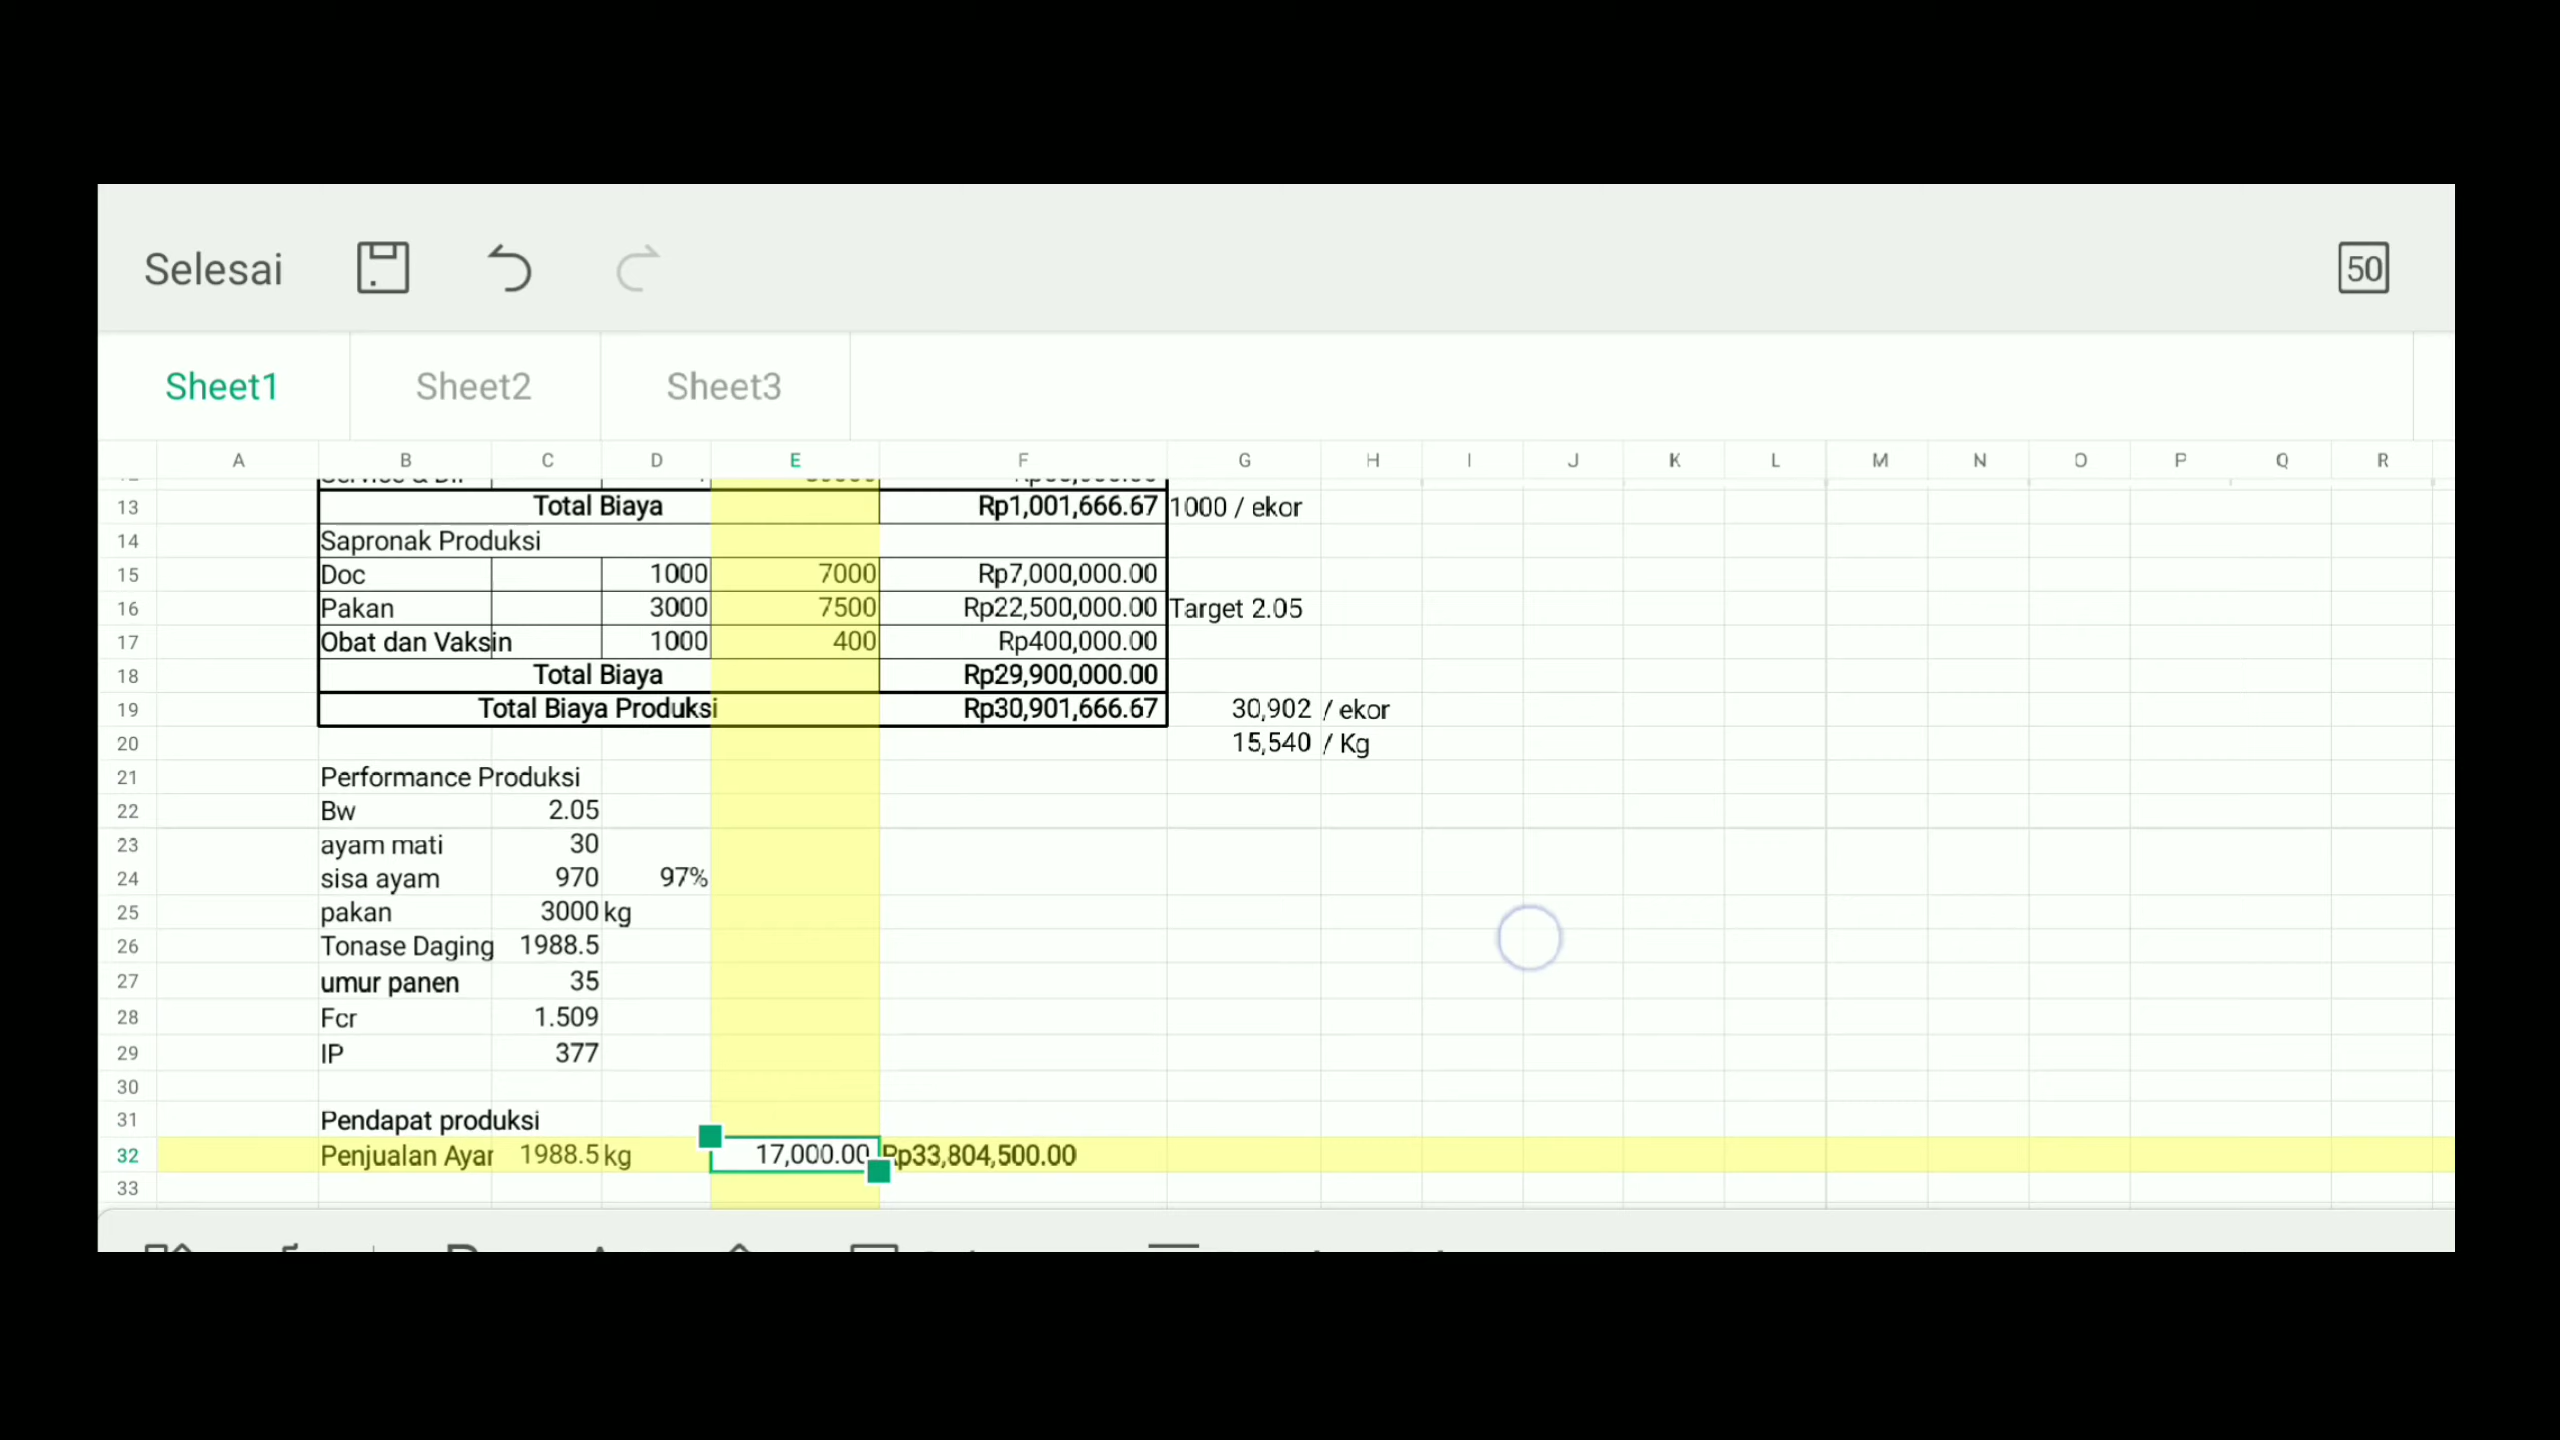 Selesai 50
Sheet1 Sheet2 Sheet3
A B C D E F G H I J K L M N O P Q R
13 Total Biaya Rp1,001,666.67 1000 / ekor
14 Sapronak Produksi
15 Doc 1000 7000 Rp7,000,000.00
16 Pakan 3000 7500 Rp22,500,000.00 Target 2.05
17 Obat dan Vaksin 1000 400 Rp400,000.00
18 Total Biaya Rp29,900,000.00
19 Total Biaya Produksi Rp30,901,666.67 30,902 / ekor
20 15,540 / Kg
21 Performance Produksi
22 Bw 2.05
23 ayam mati 30
24 sisa ayam 970 97%
25 pakan 3000 kg
26 Tonase Daging 1988.5
27 umur panen 35
28 Fcr 1.509
29 IP 377
30
31 Pendapat produksi
32 Penjualan Ayar 1988.5 kg 17,000.00 Rp33,804,500.00
33